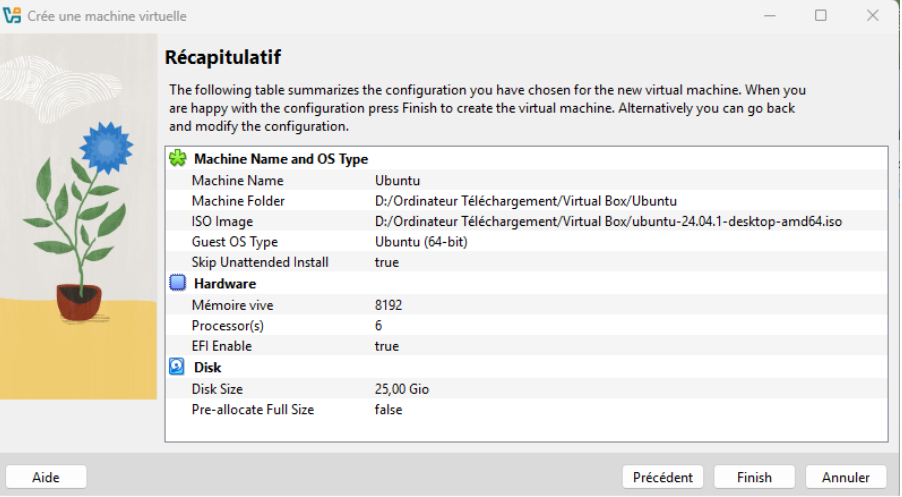 Crée une machine virtuelle
Récapitulatif
The following table summarizes the configuration you have chosen for the new virtual machine. When you
are happy with the configuration press Finish to create the virtual machine. Alternatively you can go back
and modify the configuration.
Machine Name and OS Type
Machine Name Ubuntu
Machine Folder D:/Ordinateur Téléchargement/Virtual Box/Ubuntu
ISO Image D:/Ordinateur Téléchargement/Virtual Box/ubuntu-24.04.1-desktop-amd64.iso
Guest OS Type Ubuntu (64-bit)
Skip Unattended Install true
Hardware
Mémoire vive 8192
Processor(s) 6
EFI Enable true
Disk
Disk Size 25,00 Gio
Pre-allocate Full Size false
Aide Précédent Finish Annuler